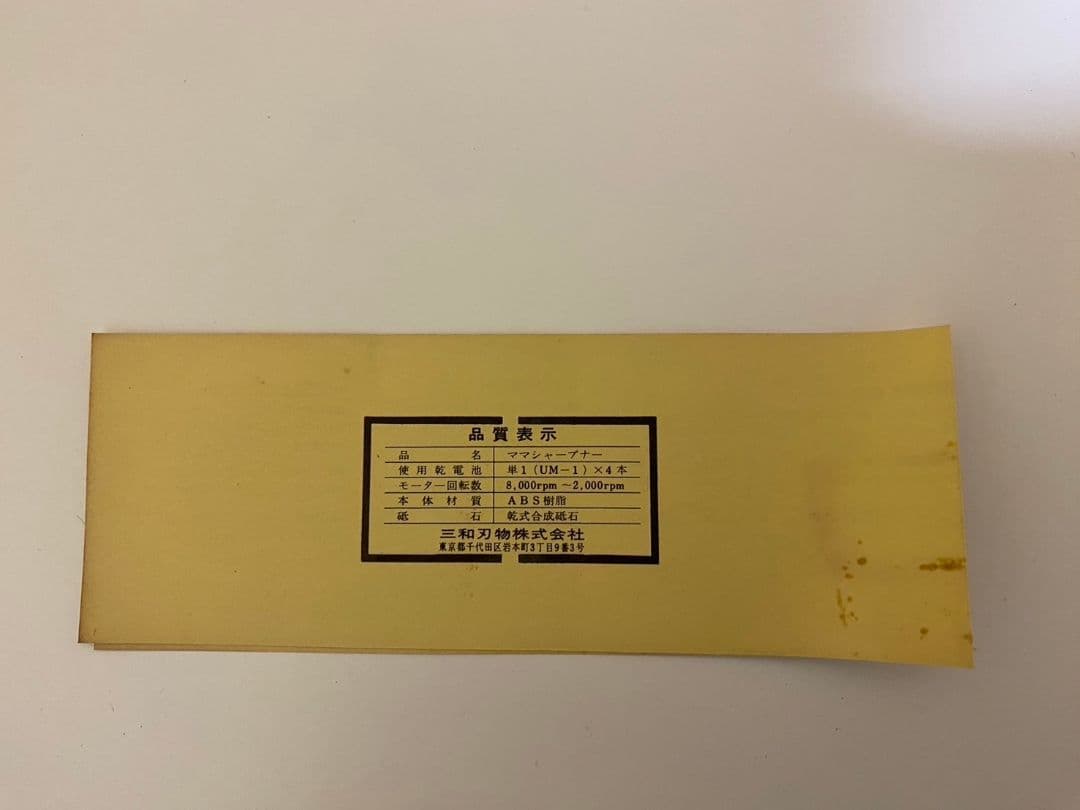 品質表示
品名 ママシャープナー
使用乾電池 単1(UM-1)×4本
モーター回転数 8,000rpm～2,000rpm
本体材質 ABS樹脂
砥石 乾式合成砥石
三和刃物株式会社
東京都千代田区岩本町3丁目9番3号